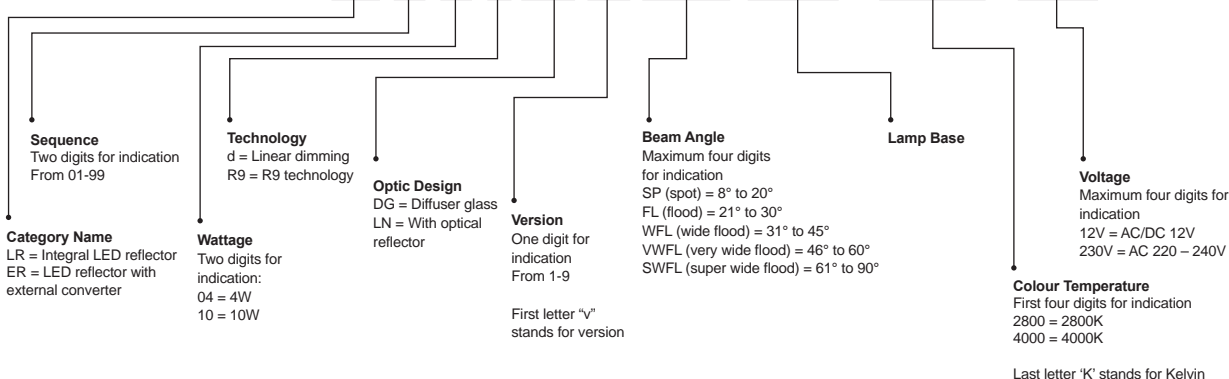 Sequence
Two digits for indication
From 01-99
Category Name
LR = Integral LED reflector
ER = LED reflector with
external converter
Wattage
Two digits for
indication:
04 = 4W
10 = 10W
Technology
d = Linear dimming
R9 = R9 technology
Optic Design
DG = Diffuser glass
LN = With optical
reflector
Version
One digit for
indication
From 1-9
First letter “v”
stands for version
Beam Angle
Maximum four digits
for indication
SP (spot) = 8° to 20°
FL (flood) = 21° to 30°
WFL (wide flood) = 31° to 45°
VWFL (very wide flood) = 46° to 60°
SWFL (super wide flood) = 61° to 90°
Lamp Base
Colour Temperature
First four digits for indication
2800 = 2800K
4000 = 4000K
Last letter ‘K’ stands for Kelvin
Voltage
Maximum four digits for
indication
12V = AC/DC 12V
230V = AC 220 – 240V